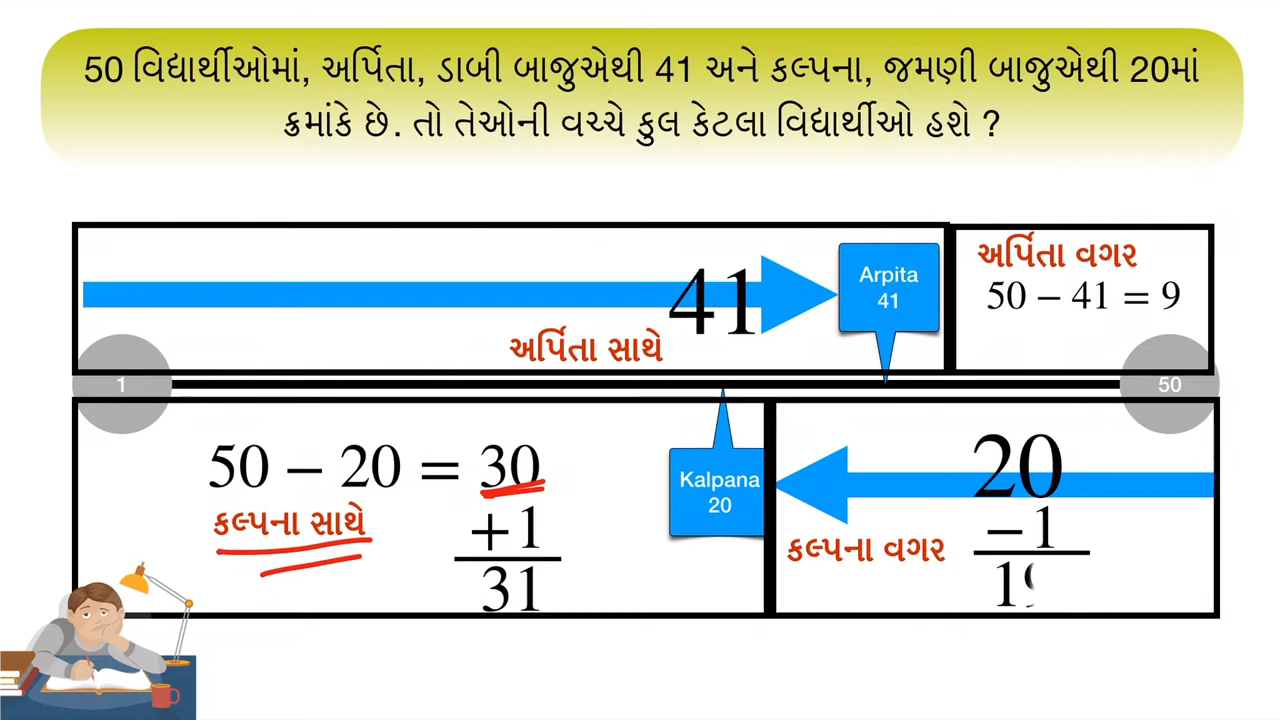 50 વિદ્યાર્થીઓમાં, અર્પિતા, ડાબી બાજુએથી 41 અને કલ્પના, જમણી બાજુએથી 20માં
ક્રમાંકે છે. તો તેઓની વચ્ચે કુલ કેટલા વિદ્યાર્થીઓ હશે ?
41
અર્પિતા સાથે
Arpita
41
અર્પિતા વગર
50 − 41 = 9
1
50
50 − 20 = 30
કલ્પના સાથે
+1
31
Kalpana
20
20
−1
કલ્પના વગર
19